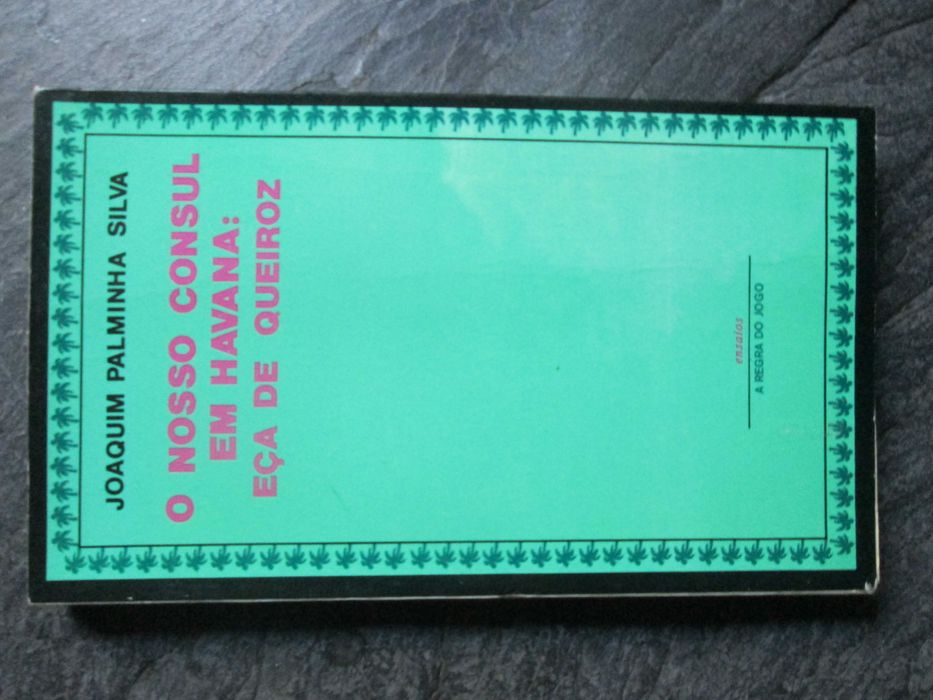 JOAQUIM PALMINHA SILVA
O NOSSO CONSUL
EM HAVANA:
EÇA DE QUEIROZ
ensaios
A REGRA DO JOGO